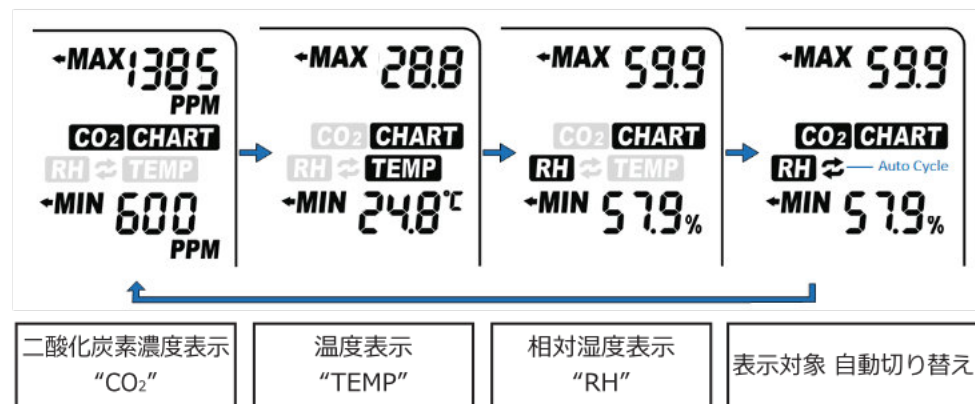 ←MAX 1385
PPM
CO₂ CHART
RH TEMP
←MIN 600
PPM
←MAX 28.8
CO₂ CHART
RH TEMP
←MIN 24.8℃
←MAX 59.9
CO₂ CHART
RH TEMP
←MIN 57.9%
←MAX 59.9
CO₂ CHART
RH Auto Cycle
←MIN 57.9%
二酸化炭素濃度表示
“CO₂”
温度表示
“TEMP”
相対湿度表示
“RH”
表示対象 自動切り替え